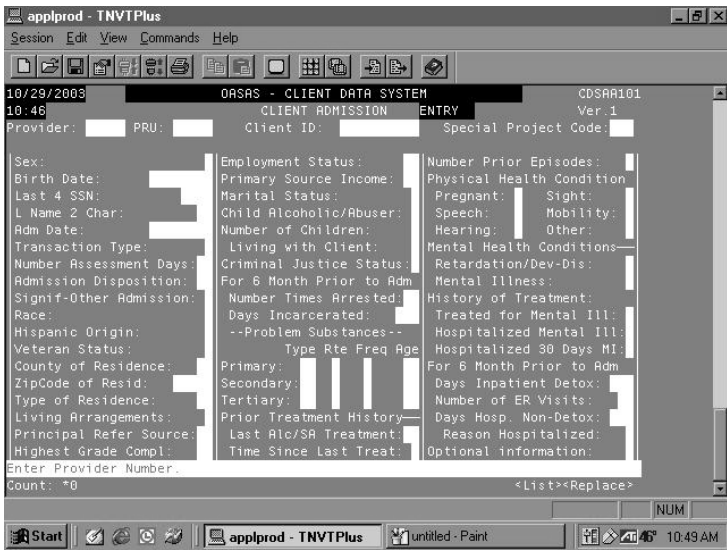 applprod - TNVTPlus
Session Edit View Commands Help
10/29/2003 OASAS - CLIENT DATA SYSTEM CDSAA101
10:46 CLIENT ADMISSION ENTRY Ver.1
Provider: PRU: Client ID: Special Project Code:
Sex: Employment Status: Number Prior Episodes:
Birth Date: Primary Source Income: Physical Health Condition
Last 4 SSN: Marital Status: Pregnant: Sight:
L Name 2 Char: Child Alcoholic/Abuser: Speech: Mobility:
Adm Date: Number of Children: Hearing: Other:
Transaction Type: Living with Client: Mental Health Conditions
Number Assessment Days: Criminal Justice Status: Retardation/Dev-Dis:
Admission Disposition: For 6 Month Prior to Adm Mental Illness:
Signif-Other Admission: Number Times Arrested: History of Treatment:
Race: Days Incarcerated: Treated for Mental Ill:
Hispanic Origin: --Problem Substances-- Hospitalized Mental Ill:
Veteran Status: Type Rte Freq Age Hospitalized 30 Days MI:
County of Residence: Primary: For 6 Month Prior to Adm
ZipCode of Resid: Secondary: Days Inpatient Detox:
Type of Residence: Tertiary: Number of ER Visits:
Living Arrangements: Prior Treatment History Days Hosp. Non-Detox:
Principal Refer Source: Last Alc/SA Treatment: Reason Hospitalized:
Highest Grade Compl: Time Since Last Treat: Optional information:
Enter Provider Number.
Count: *0 <List><Replace>
NUM
Start applprod - TNVTPlus untitled - Paint 46° 10:49 AM